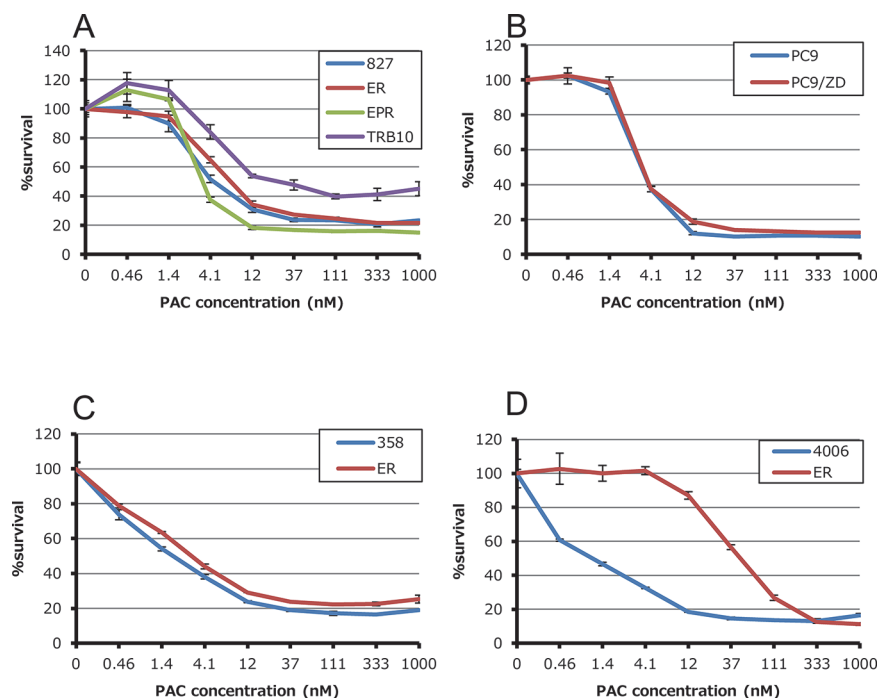 A
140
120
100
80
60
40
20
0
%survival
827
ER
EPR
TRB10
0 0.46 1.4 4.1 12 37 111 333 1000
PAC concentration (nM)
B
120
100
80
60
40
20
0
%survival
PC9
PC9/ZD
0 0.46 1.4 4.1 12 37 111 333 1000
PAC concentration (nM)
C
120
100
80
60
40
20
0
%survival
358
ER
0 0.46 1.4 4.1 12 37 111 333 1000
PAC concentration (nM)
D
120
100
80
60
40
20
0
%survival
4006
ER
0 0.46 1.4 4.1 12 37 111 333 1000
PAC concentration (nM)